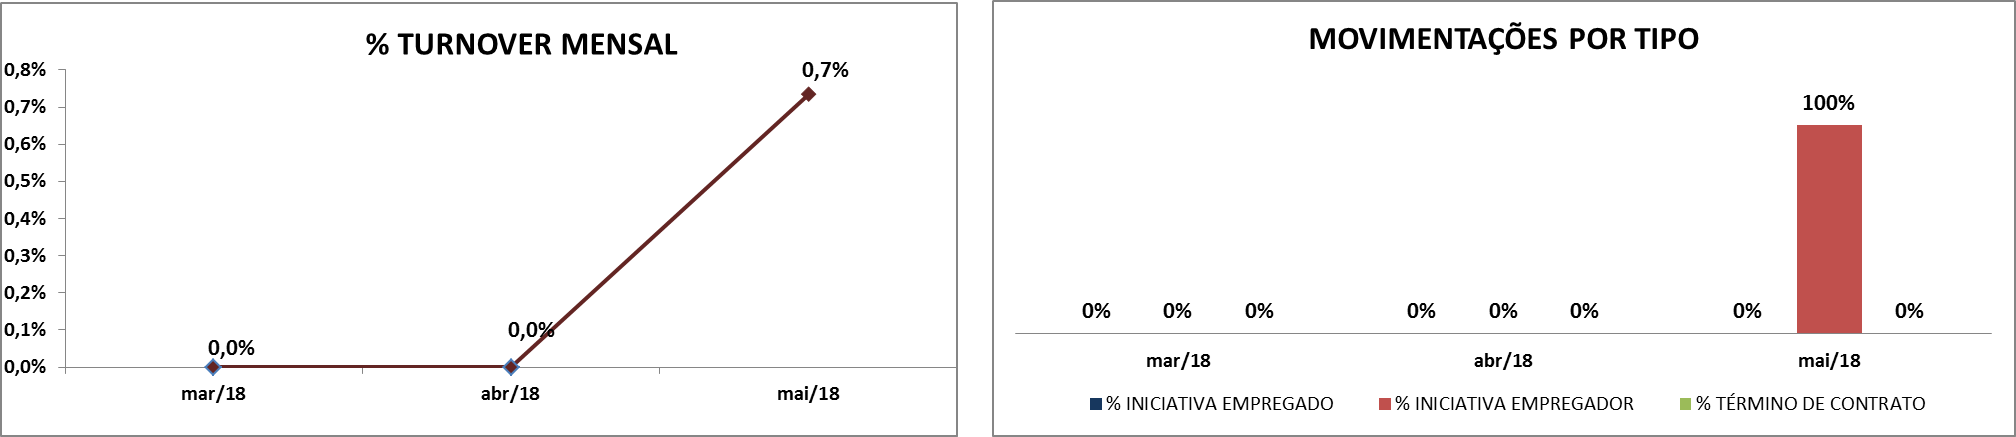 % TURNOVER MENSAL
0,8%
0,7%
0,6%
0,5%
0,4%
0,3%
0,2%
0,1%
0,0%
0,0%
0,0%
0,7%
mar/18 abr/18 mai/18
MOVIMENTAÇÕES POR TIPO
100%
0% 0% 0% 0% 0% 0% 0% 0%
mar/18 abr/18 mai/18
% INICIATIVA EMPREGADO % INICIATIVA EMPREGADOR % TÉRMINO DE CONTRATO